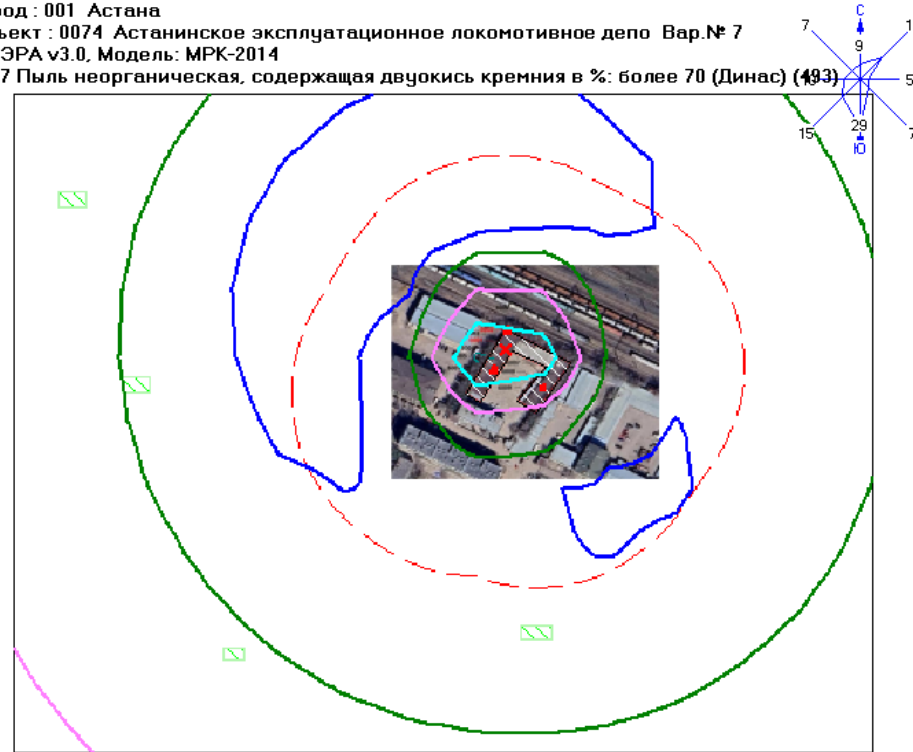 од : 001 Астана
ъект : 0074 Астанинское эксплуатационное локомотивное депо Вар.№ 7
ЭРА v3.0, Модель: МРК-2014
7 Пыль неорганическая, содержащая двуокись кремния в %: более 70 (Динас) (493)
С
7
1
9
5
15
29
7
Ю